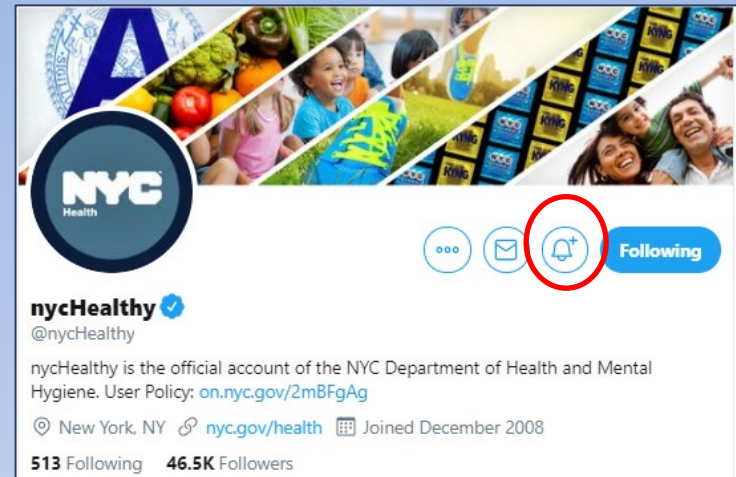 NYC
Health
Following
nycHealthy
@nycHealthy
nycHealthy is the official account of the NYC Department of Health and Mental
Hygiene. User Policy: on.nyc.gov/2mBFgAg
New York, NY nyc.gov/health Joined December 2008
513 Following 46.5K Followers